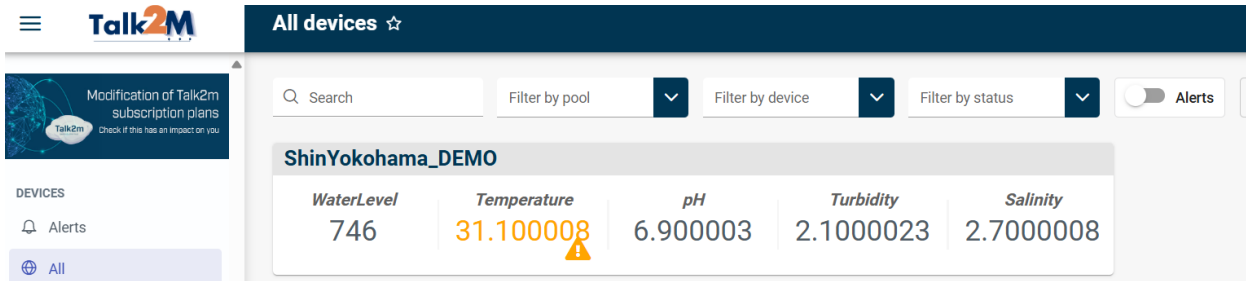 Talk2M
All devices
Modification of Talk2m
subscription plans
Talk2m
Check if this has an impact on you
Search
Filter by pool
Filter by device
Filter by status
Alerts
ShinYokohama_DEMO
DEVICES
WaterLevel
Temperature
pH
Turbidity
Salinity
Alerts
746
31.100008
6.900003
2.1000023
2.7000008
All